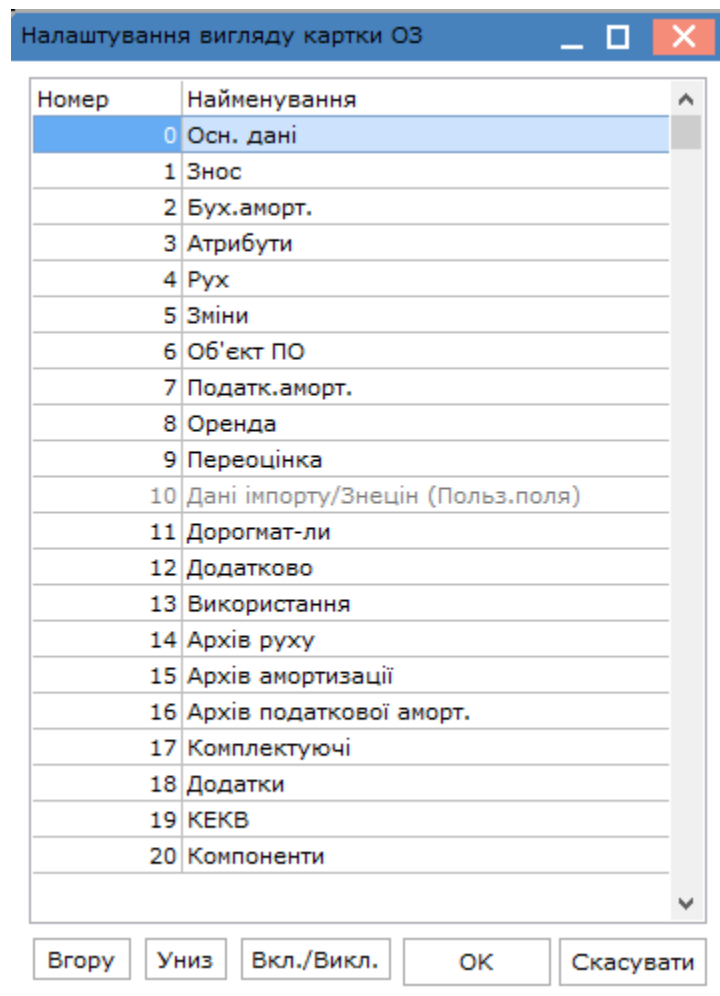 Налаштування вигляду картки ОЗ
Номер Найменування
0 Осн. дані
1 Знос
2 Бух.аморт.
3 Атрибути
4 Рух
5 Зміни
6 Об'єкт ПО
7 Податк.аморт.
8 Оренда
9 Переоцінка
10 Дані імпорту/Знецін (Польз.поля)
11 Дорогмат-ли
12 Додатково
13 Використання
14 Архів руху
15 Архів амортизації
16 Архів податкової аморт.
17 Комплектуючі
18 Додатки
19 КЕКВ
20 Компоненти
Вгору Униз Вкл./Викл. OK Скасувати